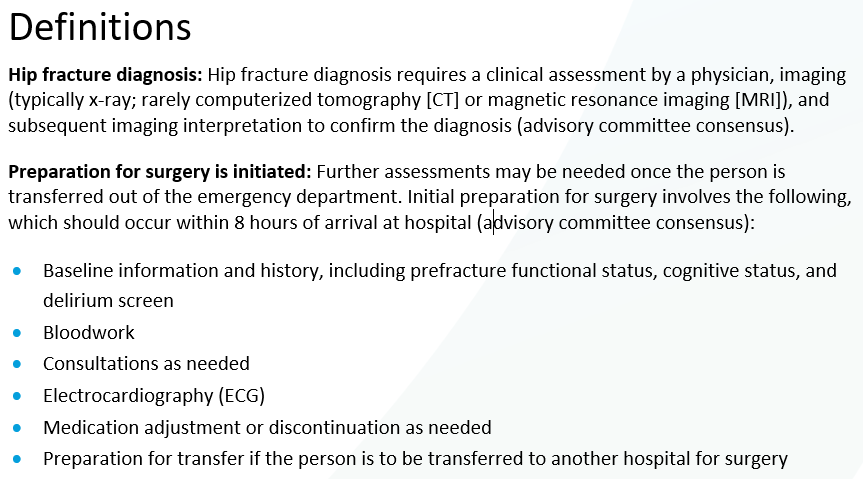 Definitions
Hip fracture diagnosis: Hip fracture diagnosis requires a clinical assessment by a physician, imaging
(typically x-ray; rarely computerized tomography [CT] or magnetic resonance imaging [MRI]), and
subsequent imaging interpretation to confirm the diagnosis (advisory committee consensus).
Preparation for surgery is initiated: Further assessments may be needed once the person is
transferred out of the emergency department. Initial preparation for surgery involves the following,
which should occur within 8 hours of arrival at hospital (advisory committee consensus):
• Baseline information and history, including prefracture functional status, cognitive status, and
delirium screen
• Bloodwork
• Consultations as needed
• Electrocardiography (ECG)
• Medication adjustment or discontinuation as needed
• Preparation for transfer if the person is to be transferred to another hospital for surgery